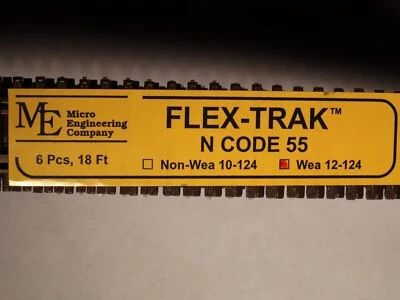 ME Micro
Engineering
Company
6 Pcs, 18 Ft
FLEX-TRAK™
N CODE 55
Non-Wea 10-124 Wea 12-124